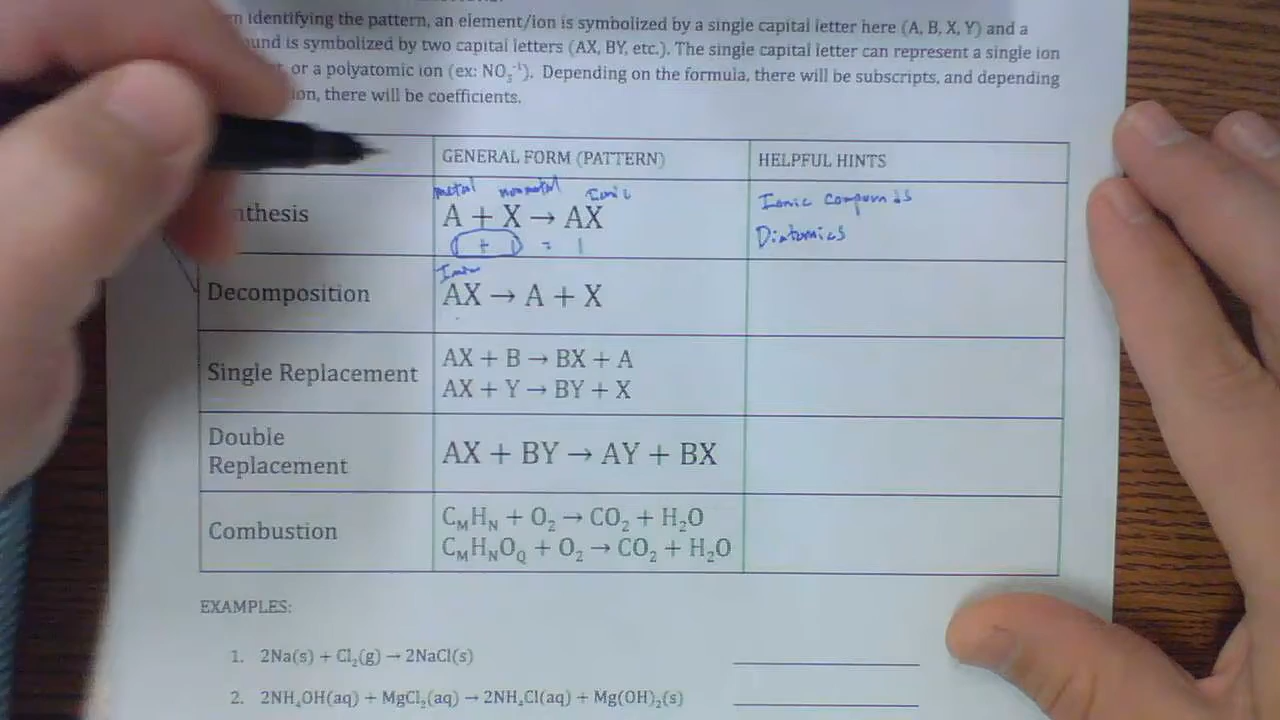 identifying the pattern, an element/ion is symbolized by a single capital letter here (A, B, X, Y) and a
is symbolized by two capital letters (AX, BY, etc.). The single capital letter can represent a single ion
or a polyatomic ion (ex: NO₃⁻¹). Depending on the formula, there will be subscripts, and depending
there will be coefficients.
GENERAL FORM (PATTERN) HELPFUL HINTS
metal nonmetal Ionic
nthesis A + X → AX Ionic compounds
1 + 1 = 1 Diatomics
Decomposition AX → A + X
Single Replacement AX + B → BX + A
AX + Y → BY + X
Double
Replacement AX + BY → AY + BX
Combustion CₘHₙ + O₂ → CO₂ + H₂O
CₘHₙO_Q + O₂ → CO₂ + H₂O
EXAMPLES:
1. 2Na(s) + Cl₂(g) → 2NaCl(s)
2. 2NH₄OH(aq) + MgCl₂(aq) → 2NH₄Cl(aq) + Mg(OH)₂(s)